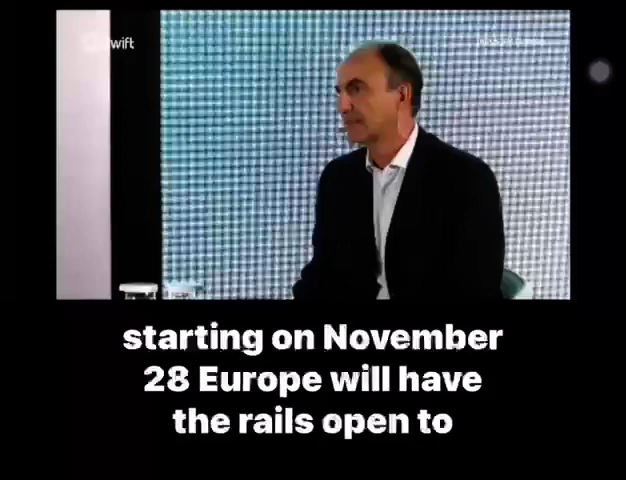 wift
starting on November
28 Europe will have
the rails open to